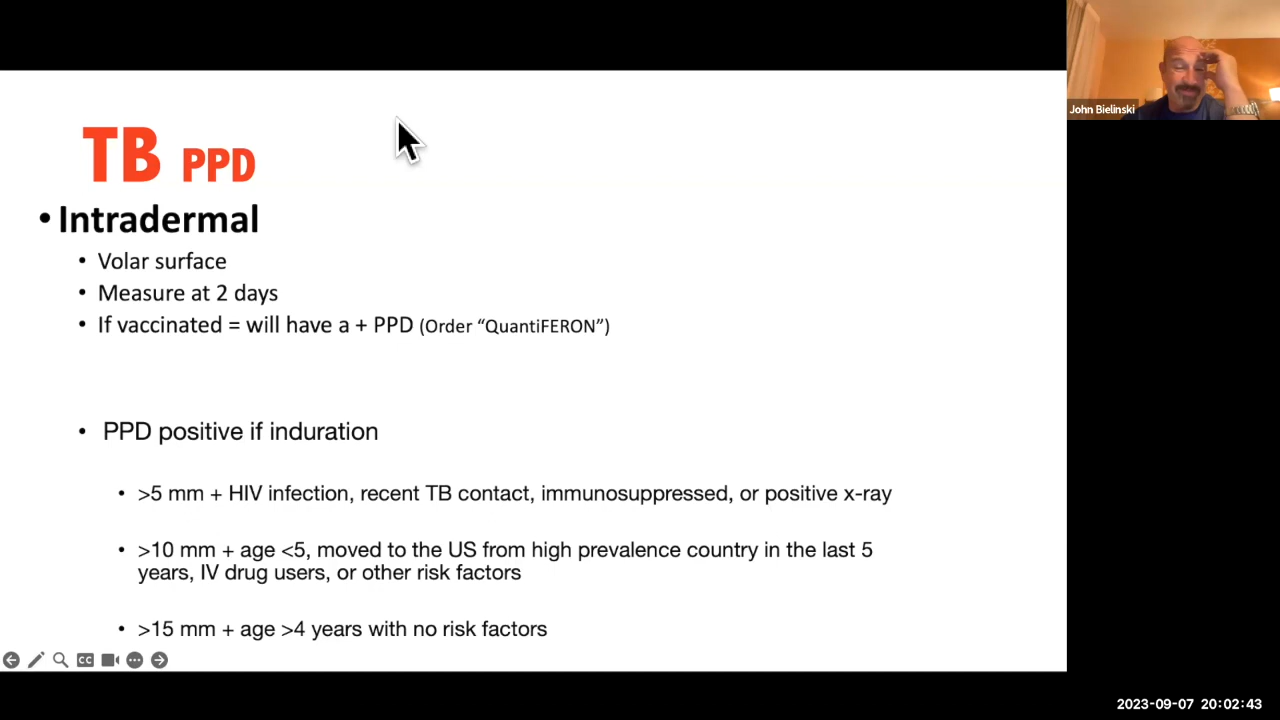 TB PPD
• Intradermal
• Volar surface
• Measure at 2 days
• If vaccinated = will have a + PPD (Order “QuantiFERON”)
• PPD positive if induration
• >5 mm + HIV infection, recent TB contact, immunosuppressed, or positive x-ray
• >10 mm + age <5, moved to the US from high prevalence country in the last 5
years, IV drug users, or other risk factors
• >15 mm + age >4 years with no risk factors
CC
John Bielinski
2023-09-07 20:02:43